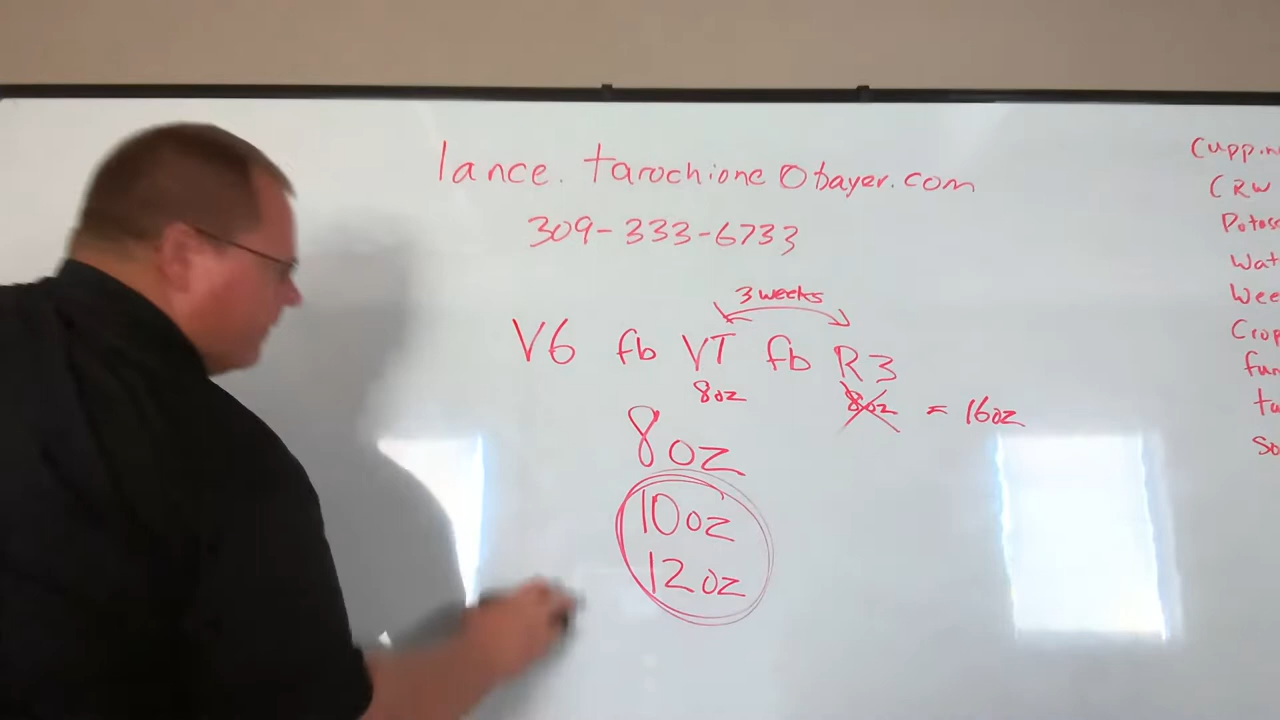 lance.tarochione@bayer.com
309-333-6733
3 weeks
V6 fb VT fb R3
8oz 8oz = 16oz
8oz
10oz
12oz
CRW